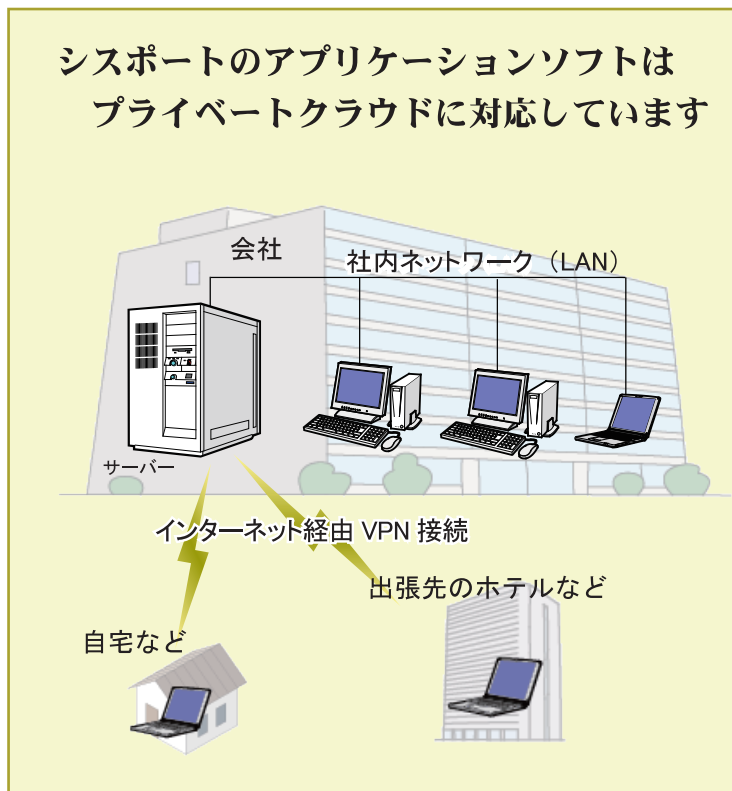 シスポートのアプリケーションソフトは
プライベートクラウドに対応しています
会社
社内ネットワーク（LAN）
サーバー
インターネット経由 VPN 接続
出張先のホテルなど
自宅など